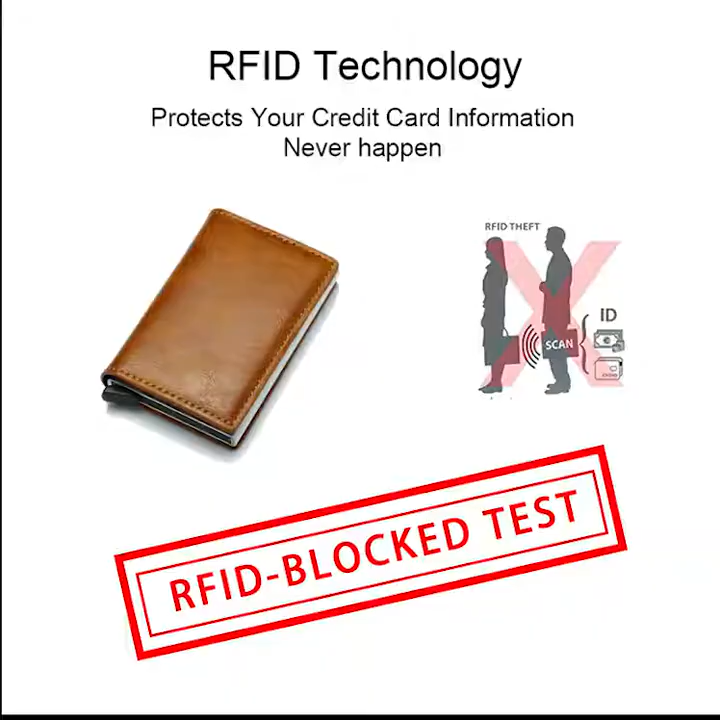 RFID Technology
Protects Your Credit Card Information
Never happen
RFID THEFT
ID
SCAN
RFID-BLOCKED TEST